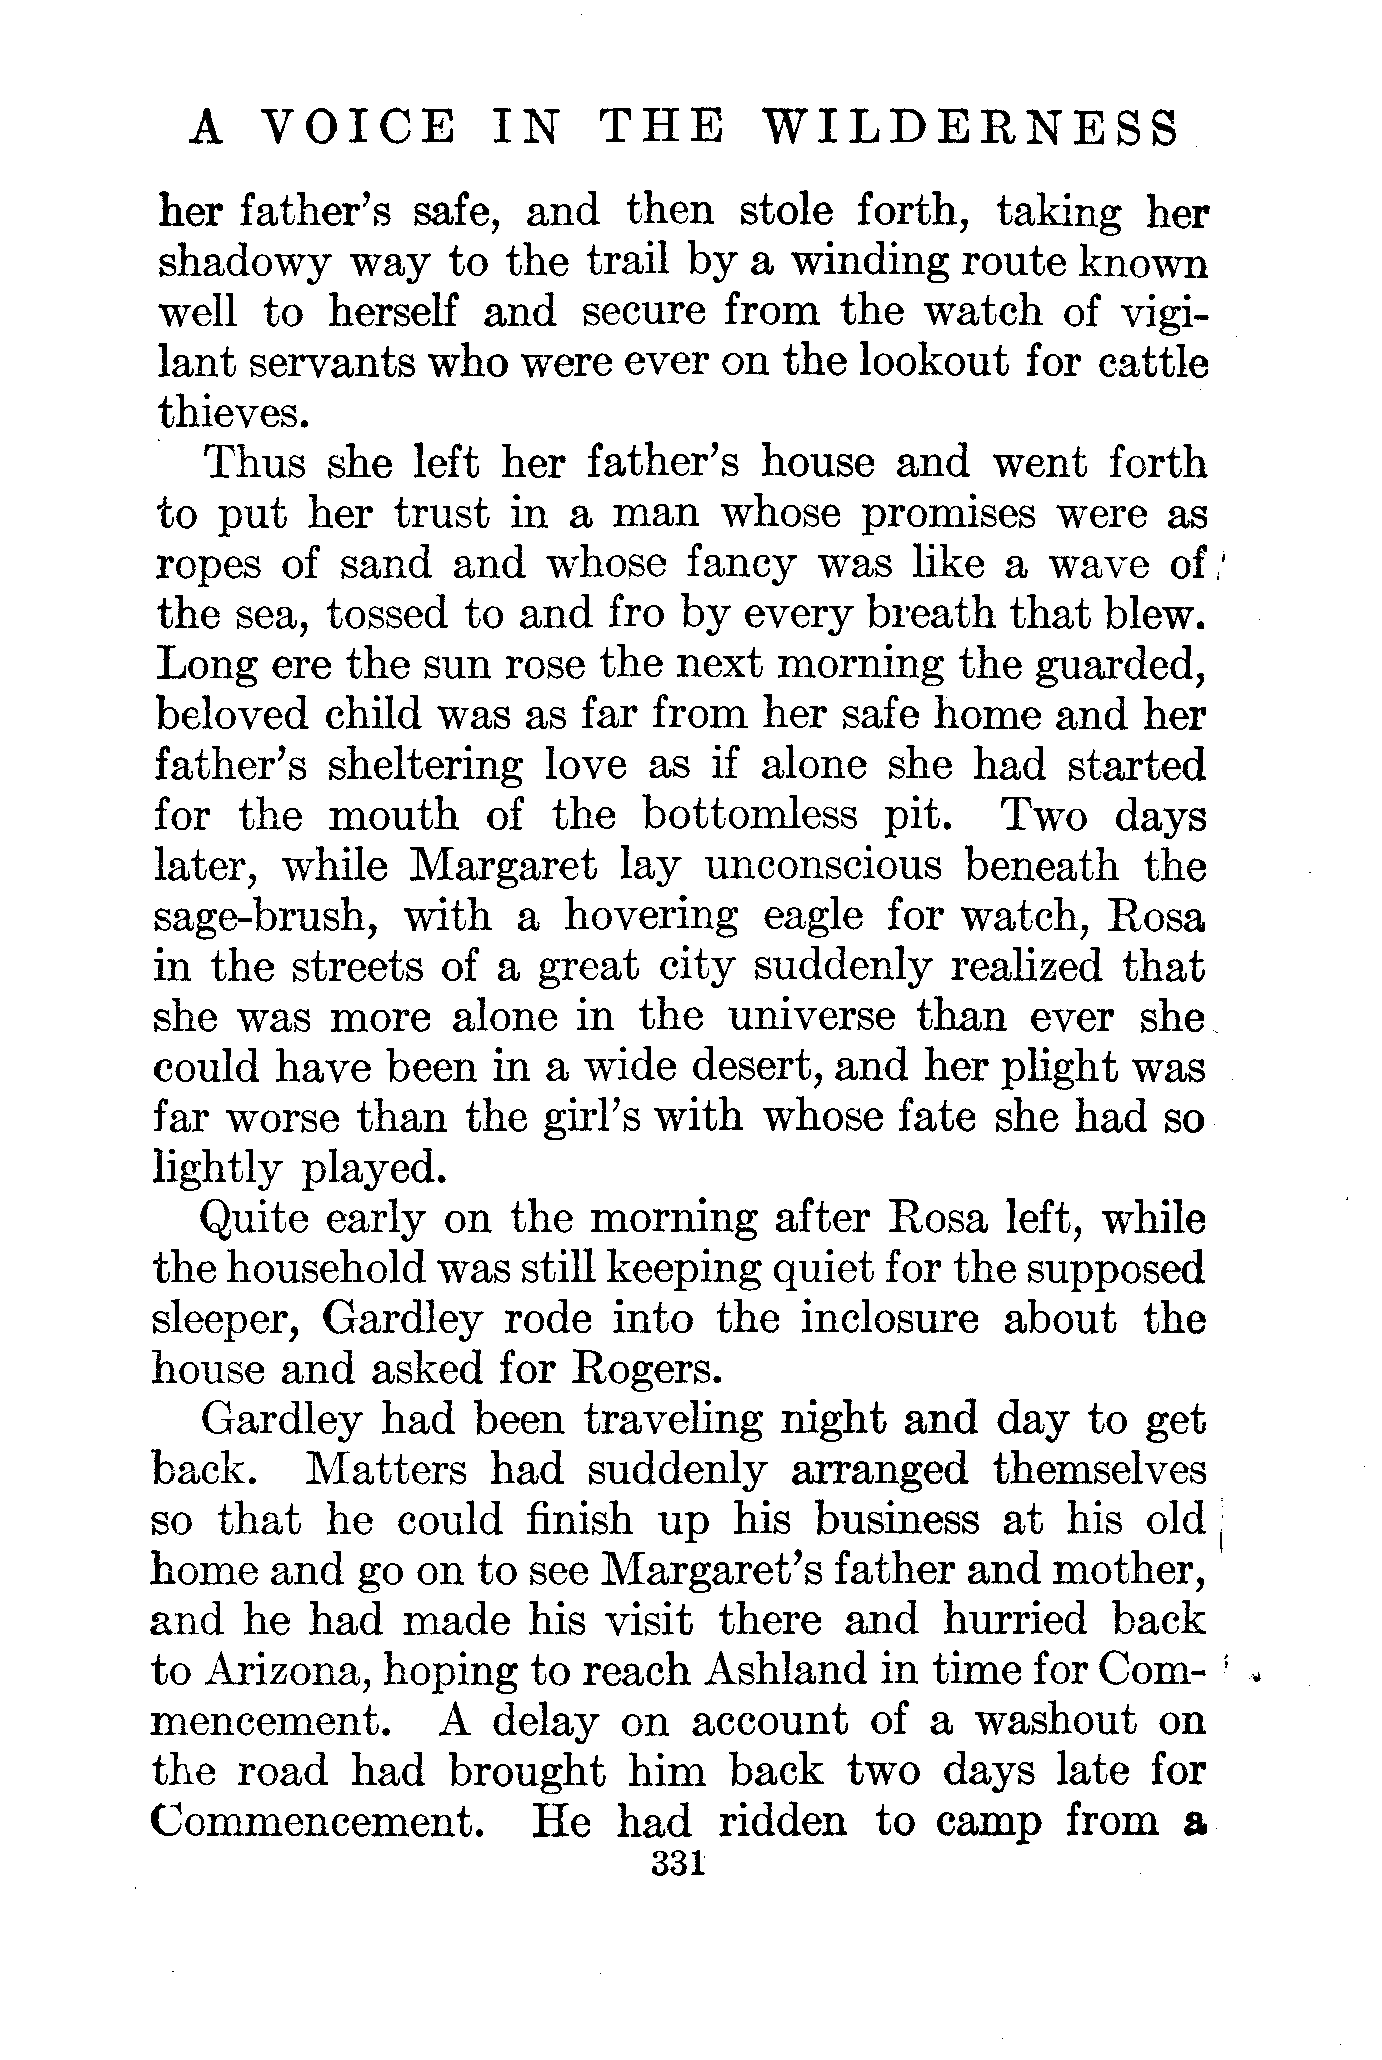 A VOICE IN THE WILDERNESS
her father's safe, and then stole forth, taking her
shadowy way to the trail by a winding route known
well to herself and secure from the watch of vigi-
lant servants who were ever on the lookout for cattle
thieves.
Thus she left her father's house and went forth
to put her trust in a man whose promises were as
ropes of sand and whose fancy was like a wave of
the sea, tossed to and fro by every breath that blew.
Long ere the sun rose the next morning the guarded,
beloved child was as far from her safe home and her
father's sheltering love as if alone she had started
for the mouth of the bottomless pit. Two days
later, while Margaret lay unconscious beneath the
sage-brush, with a hovering eagle for watch, Rosa
in the streets of a great city suddenly realized that
she was more alone in the universe than ever she
could have been in a wide desert, and her plight was
far worse than the girl's with whose fate she had so
lightly played.
Quite early on the morning after Rosa left, while
the household was still keeping quiet for the supposed
sleeper, Gardley rode into the inclosure about the
house and asked for Rogers.
Gardley had been traveling night and day to get
back. Matters had suddenly arranged themselves
so that he could finish up his business at his old
home and go on to see Margaret's father and mother,
and he had made his visit there and hurried back
to Arizona, hoping to reach Ashland in time for Com-
mencement. A delay on account of a washout on
the road had brought him back two days late for
Commencement. He had ridden to camp from a
331